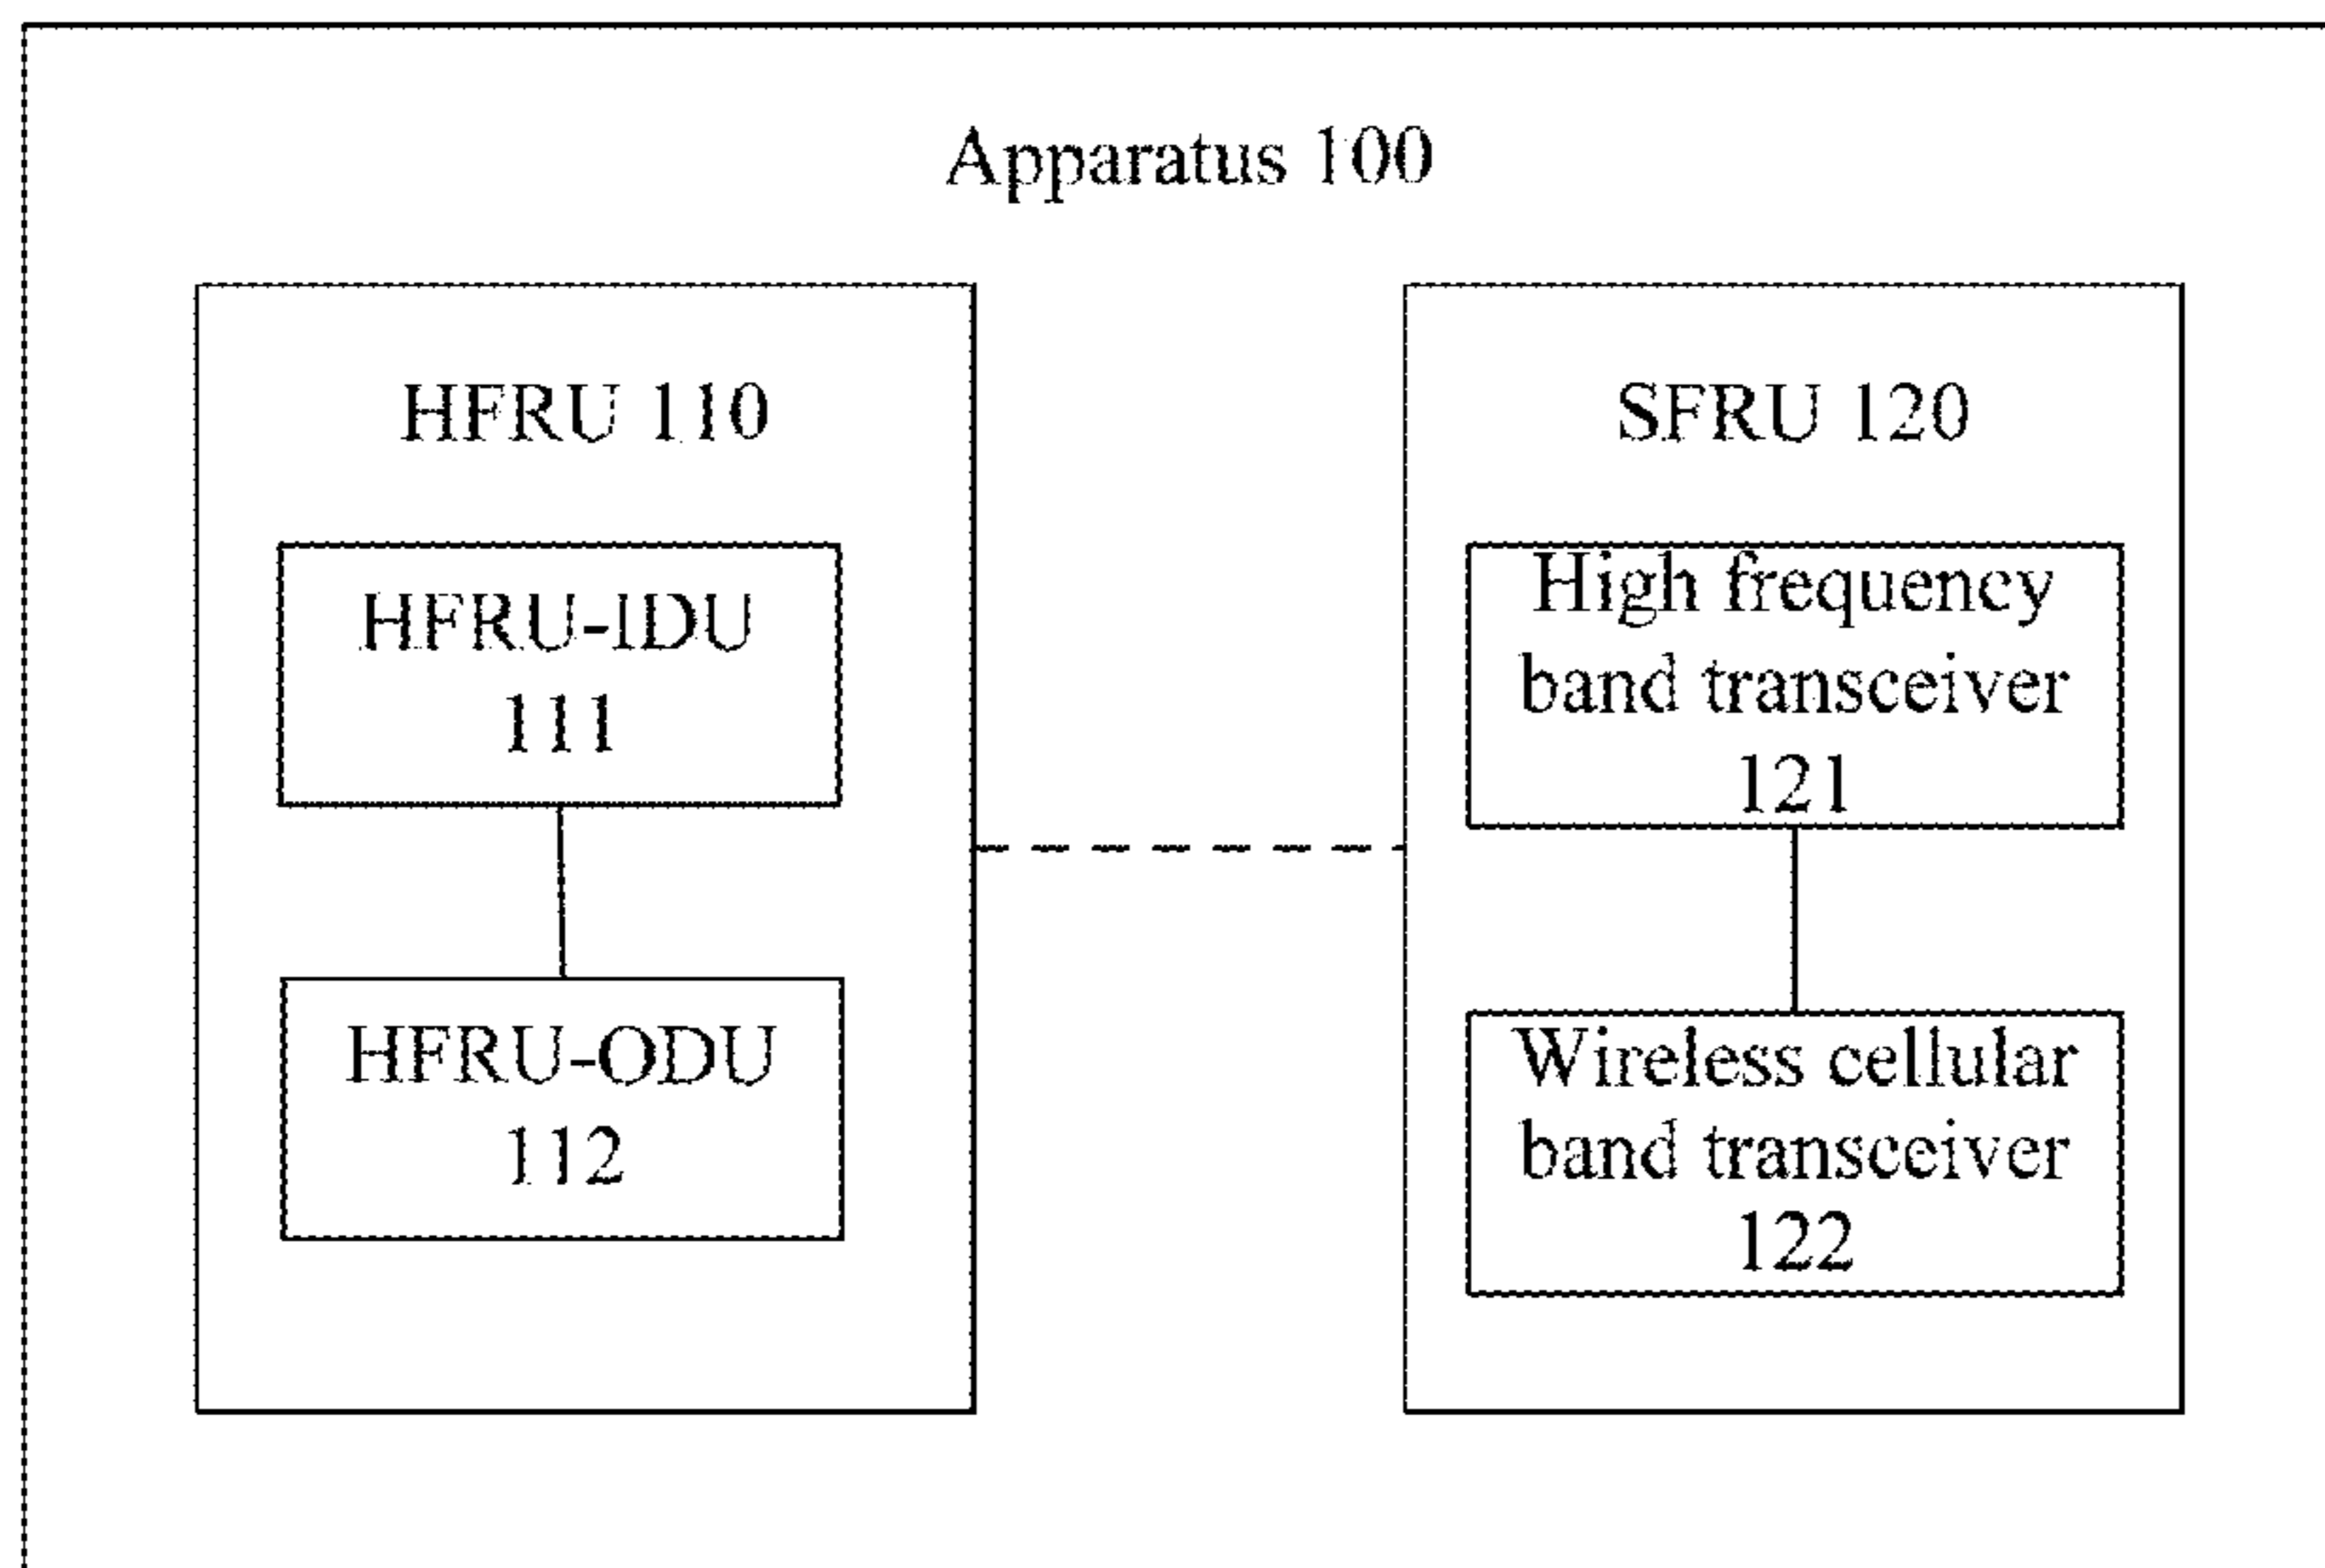 Apparatus 100
HFRU 110
HFRU-IDU
111
HFRU-ODU
112
SFRU 120
High frequency
band transceiver
121
Wireless cellular
band transceiver
122